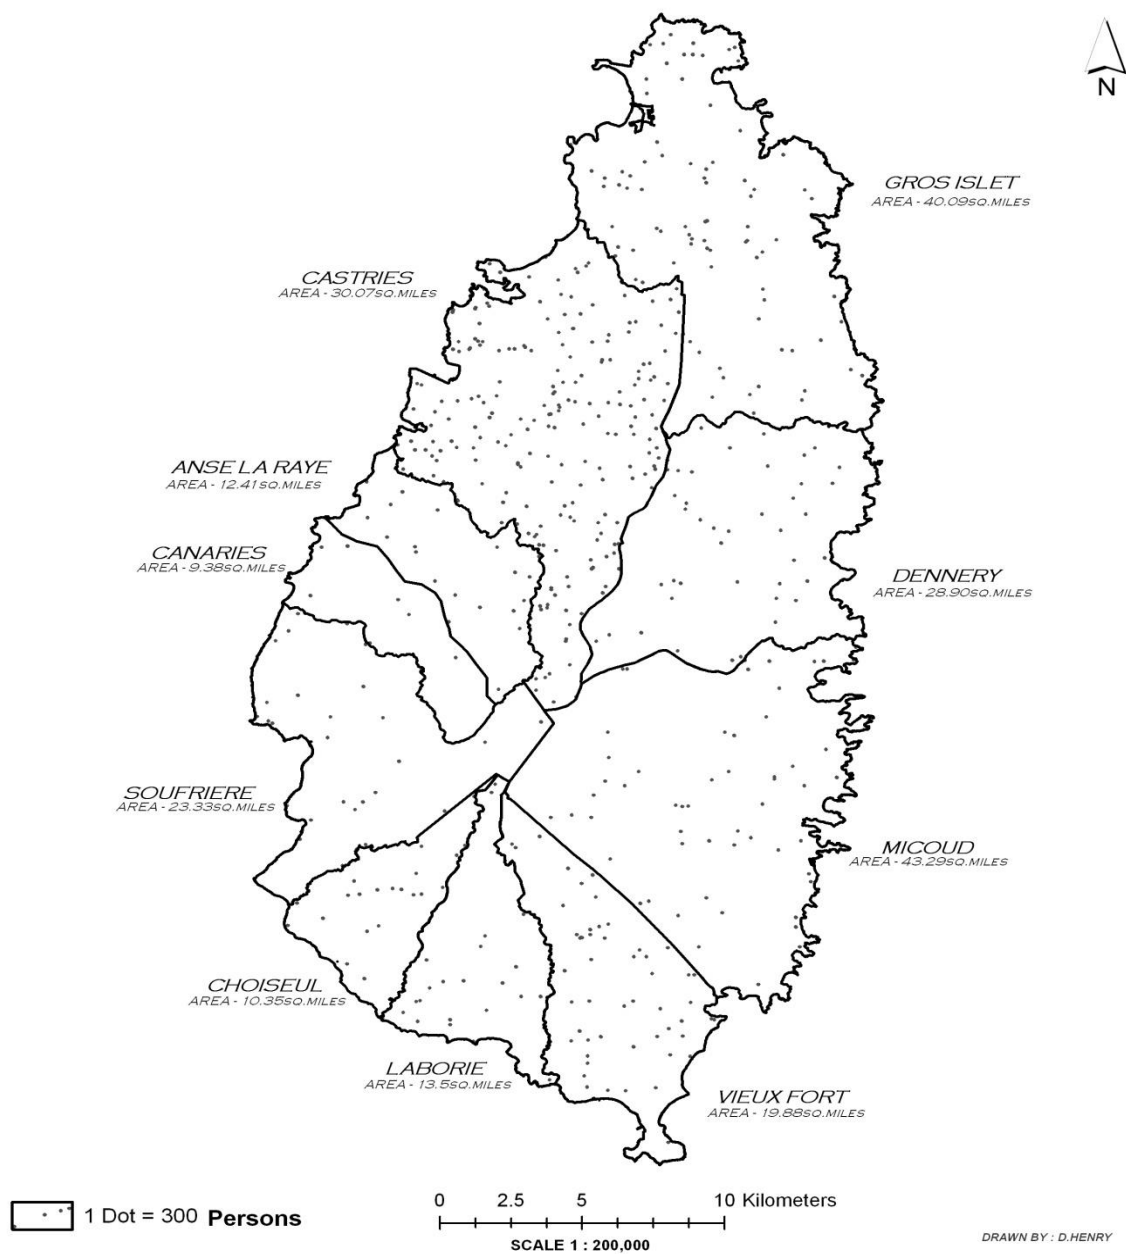 N
GROS ISLET
AREA - 40.09SQ.MILES
CASTRIES
AREA - 30.07SQ.MILES
ANSE LA RAYE
AREA - 12.41SQ.MILES
CANARIES
AREA - 9.38SQ.MILES
DENNERY
AREA - 28.90SQ.MILES
SOUFRIERE
AREA - 23.33SQ.MILES
MICOUD
AREA - 43.29SQ.MILES
CHOISEUL
AREA - 10.35SQ.MILES
LABORIE
AREA - 13.5SQ.MILES
VIEUX FORT
AREA - 19.88SQ.MILES
1 Dot = 300 Persons
0 2.5 5 10 Kilometers
SCALE 1 : 200,000
DRAWN BY : D.HENRY